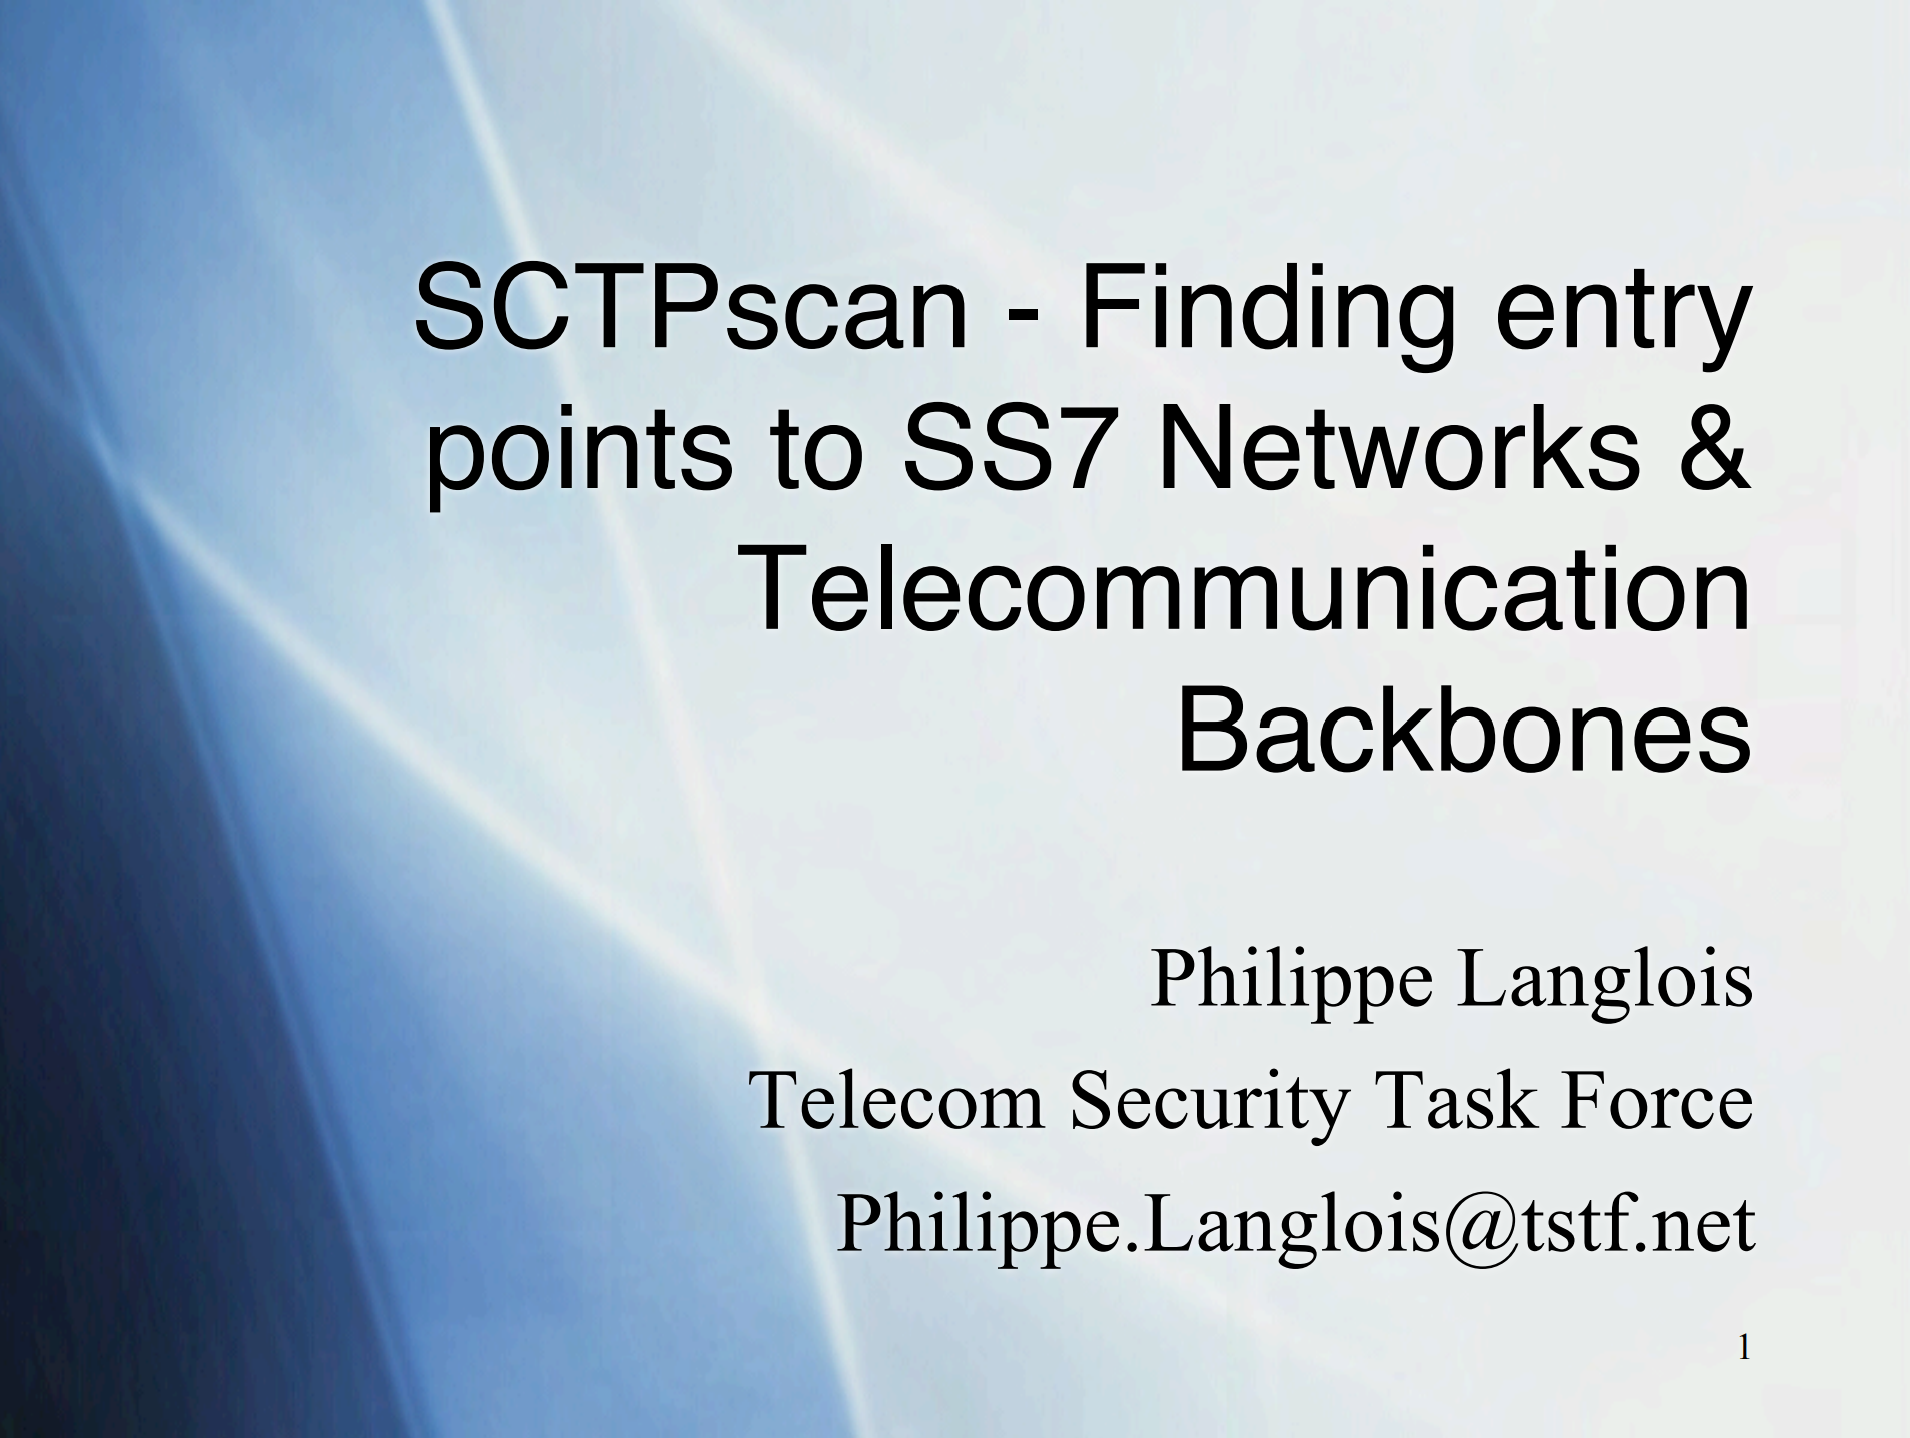 SCTPscan - Finding entry
points to SS7 Networks &
Telecommunication
Backbones
Philippe Langlois
Telecom Security Task Force
Philippe.Langlois@tstf.net
1